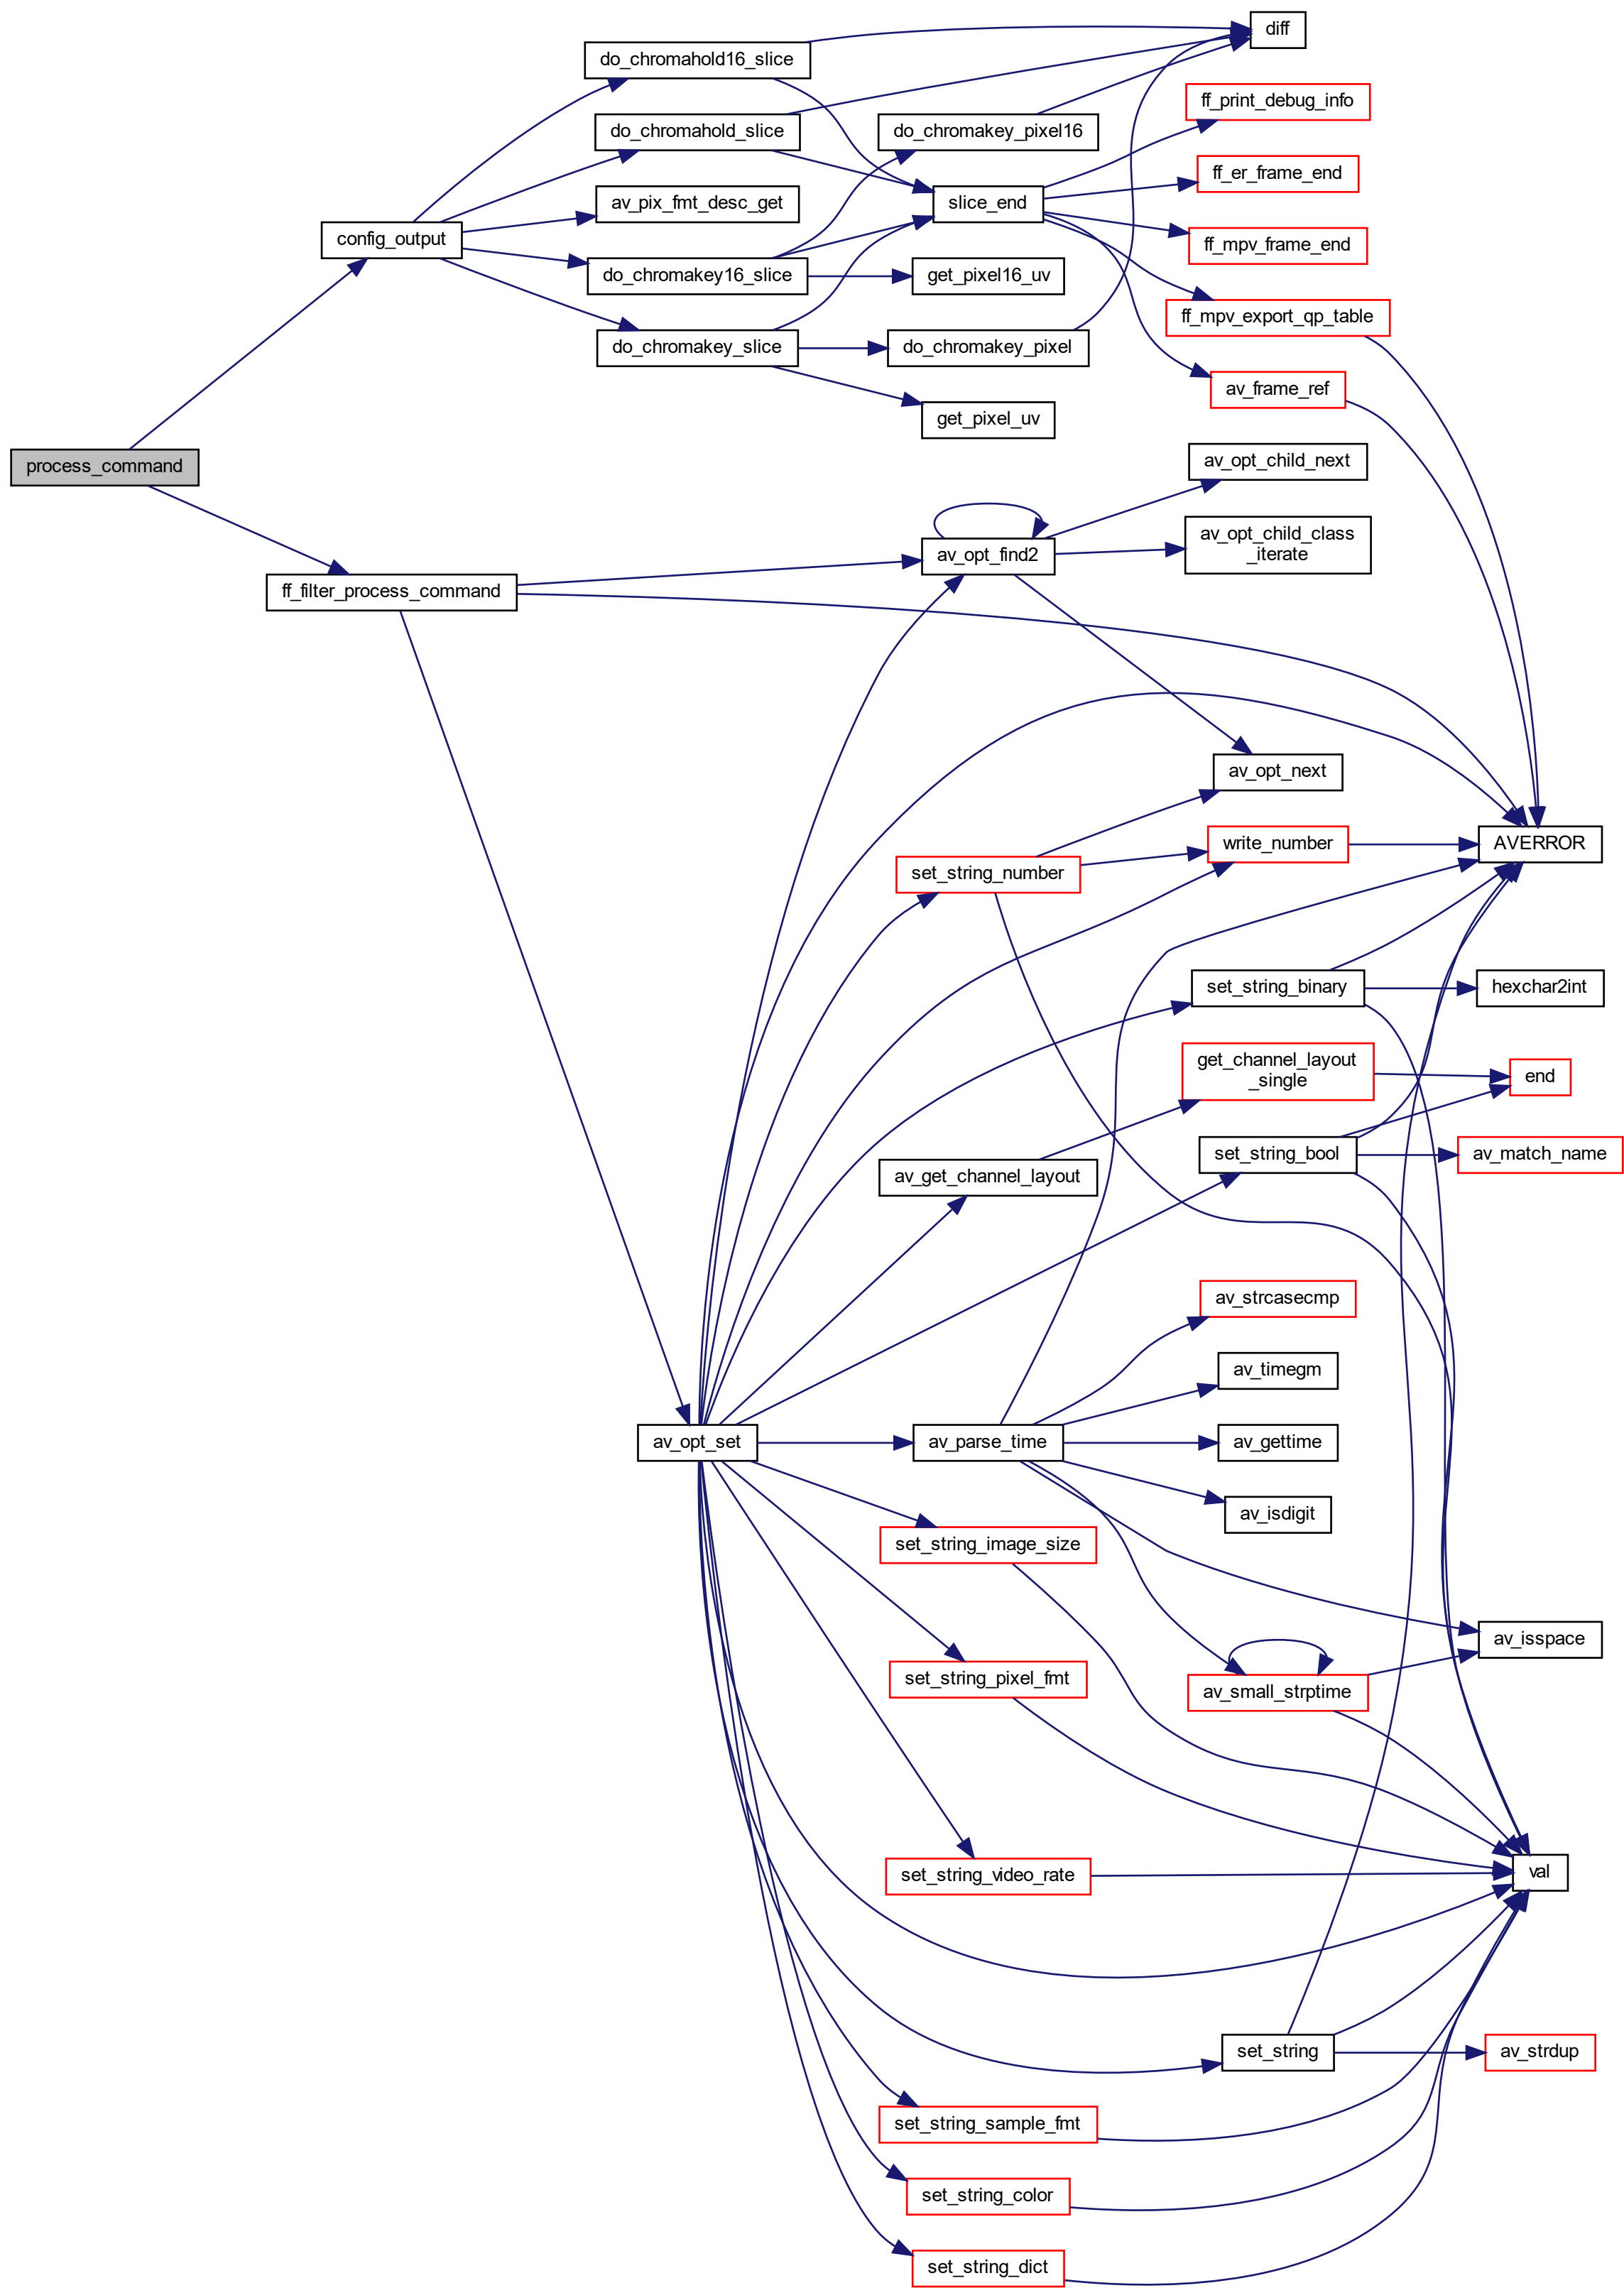 diff
do_chromahold16_slice
ff_print_debug_info
do_chromahold_slice
do_chromakey_pixel16
ff_er_frame_end
av_pix_fmt_desc_get
slice_end
config_output
ff_mpv_frame_end
do_chromakey16_slice
get_pixel16_uv
ff_mpv_export_qp_table
do_chromakey_slice
do_chromakey_pixel
av_frame_ref
get_pixel_uv
process_command
av_opt_child_next
av_opt_find2
av_opt_child_class
_iterate
ff_filter_process_command
av_opt_next
write_number
AVERROR
set_string_number
set_string_binary
hexchar2int
get_channel_layout
_single
end
set_string_bool
av_match_name
av_get_channel_layout
av_strcasecmp
av_timegm
av_opt_set
av_parse_time
av_gettime
av_isdigit
set_string_image_size
av_isspace
set_string_pixel_fmt
av_small_strptime
set_string_video_rate
val
set_string
av_strdup
set_string_sample_fmt
set_string_color
set_string_dict